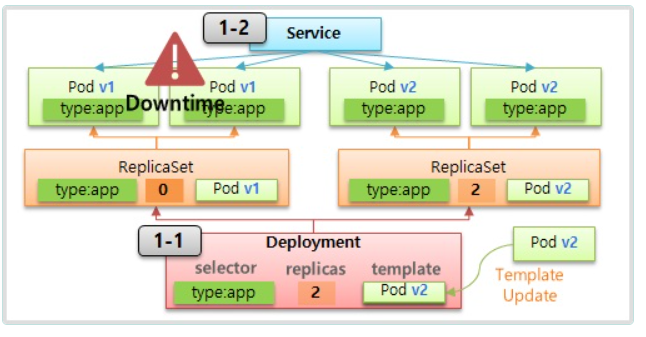 1-2
Service
Pod v1
type:app
Pod v1
type:app
Downtime
Pod v2
type:app
Pod v2
type:app
ReplicaSet
type:app 0 Pod v1
ReplicaSet
type:app 2 Pod v2
1-1
Deployment
selector replicas template
type:app 2 Pod v2
Pod v2
Template
Update